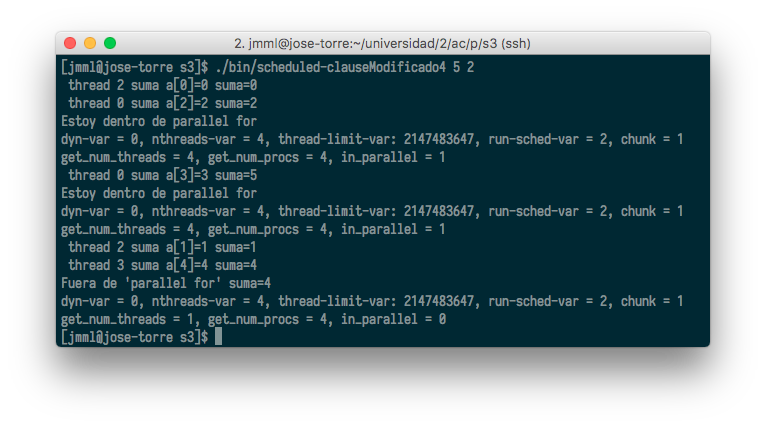 2. jmml@jose-torre:~/universidad/2/ac/p/s3 (ssh)
[jmml@jose-torre s3]$ ./bin/scheduled-clauseModificado4 5 2
 thread 2 suma a[0]=0 suma=0
 thread 0 suma a[2]=2 suma=2
Estoy dentro de parallel for
dyn-var = 0, nthreads-var = 4, thread-limit-var: 2147483647, run-sched-var = 2, chunk = 1
get_num_threads = 4, get_num_procs = 4, in_parallel = 1
 thread 0 suma a[3]=3 suma=5
Estoy dentro de parallel for
dyn-var = 0, nthreads-var = 4, thread-limit-var: 2147483647, run-sched-var = 2, chunk = 1
get_num_threads = 4, get_num_procs = 4, in_parallel = 1
 thread 2 suma a[1]=1 suma=1
 thread 3 suma a[4]=4 suma=4
Fuera de 'parallel for' suma=4
dyn-var = 0, nthreads-var = 4, thread-limit-var: 2147483647, run-sched-var = 2, chunk = 1
get_num_threads = 1, get_num_procs = 4, in_parallel = 0
[jmml@jose-torre s3]$